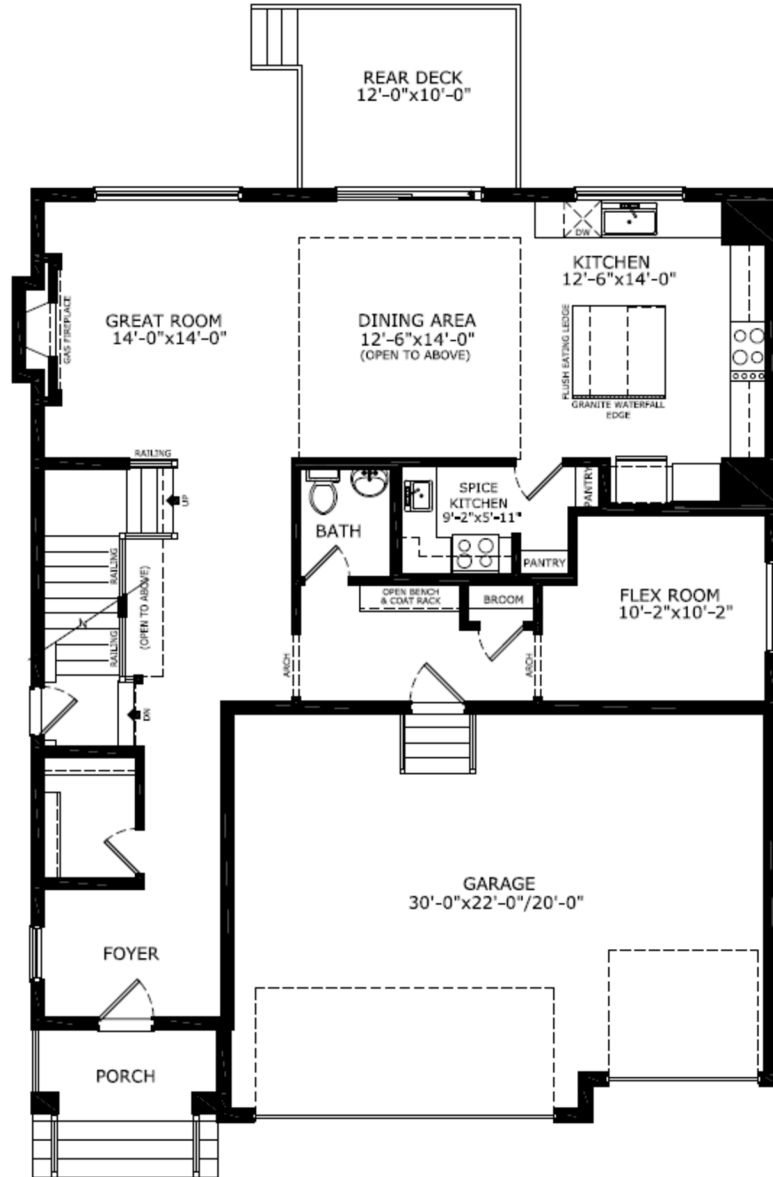 REAR DECK
12'-0"x10'-0"
DW
KITCHEN
12'-6"x14'-0"
GAS FIREPLACE
GREAT ROOM
14'-0"x14'-0"
DINING AREA
12'-6"x14'-0"
(OPEN TO ABOVE)
FLUSH EATING LEDGE
GRANITE WATERFALL
EDGE
RAILING
UP
BATH
SPICE
KITCHEN
9'-2"x5'-11"
PANTRY
PANTRY
RAILING
RAILING
(OPEN TO ABOVE)
OPEN BENCH
& COAT RACK
BROOM
FLEX ROOM
10'-2"x10'-2"
ARCH
ARCH
DN
GARAGE
30'-0"x22'-0"/20'-0"
FOYER
PORCH